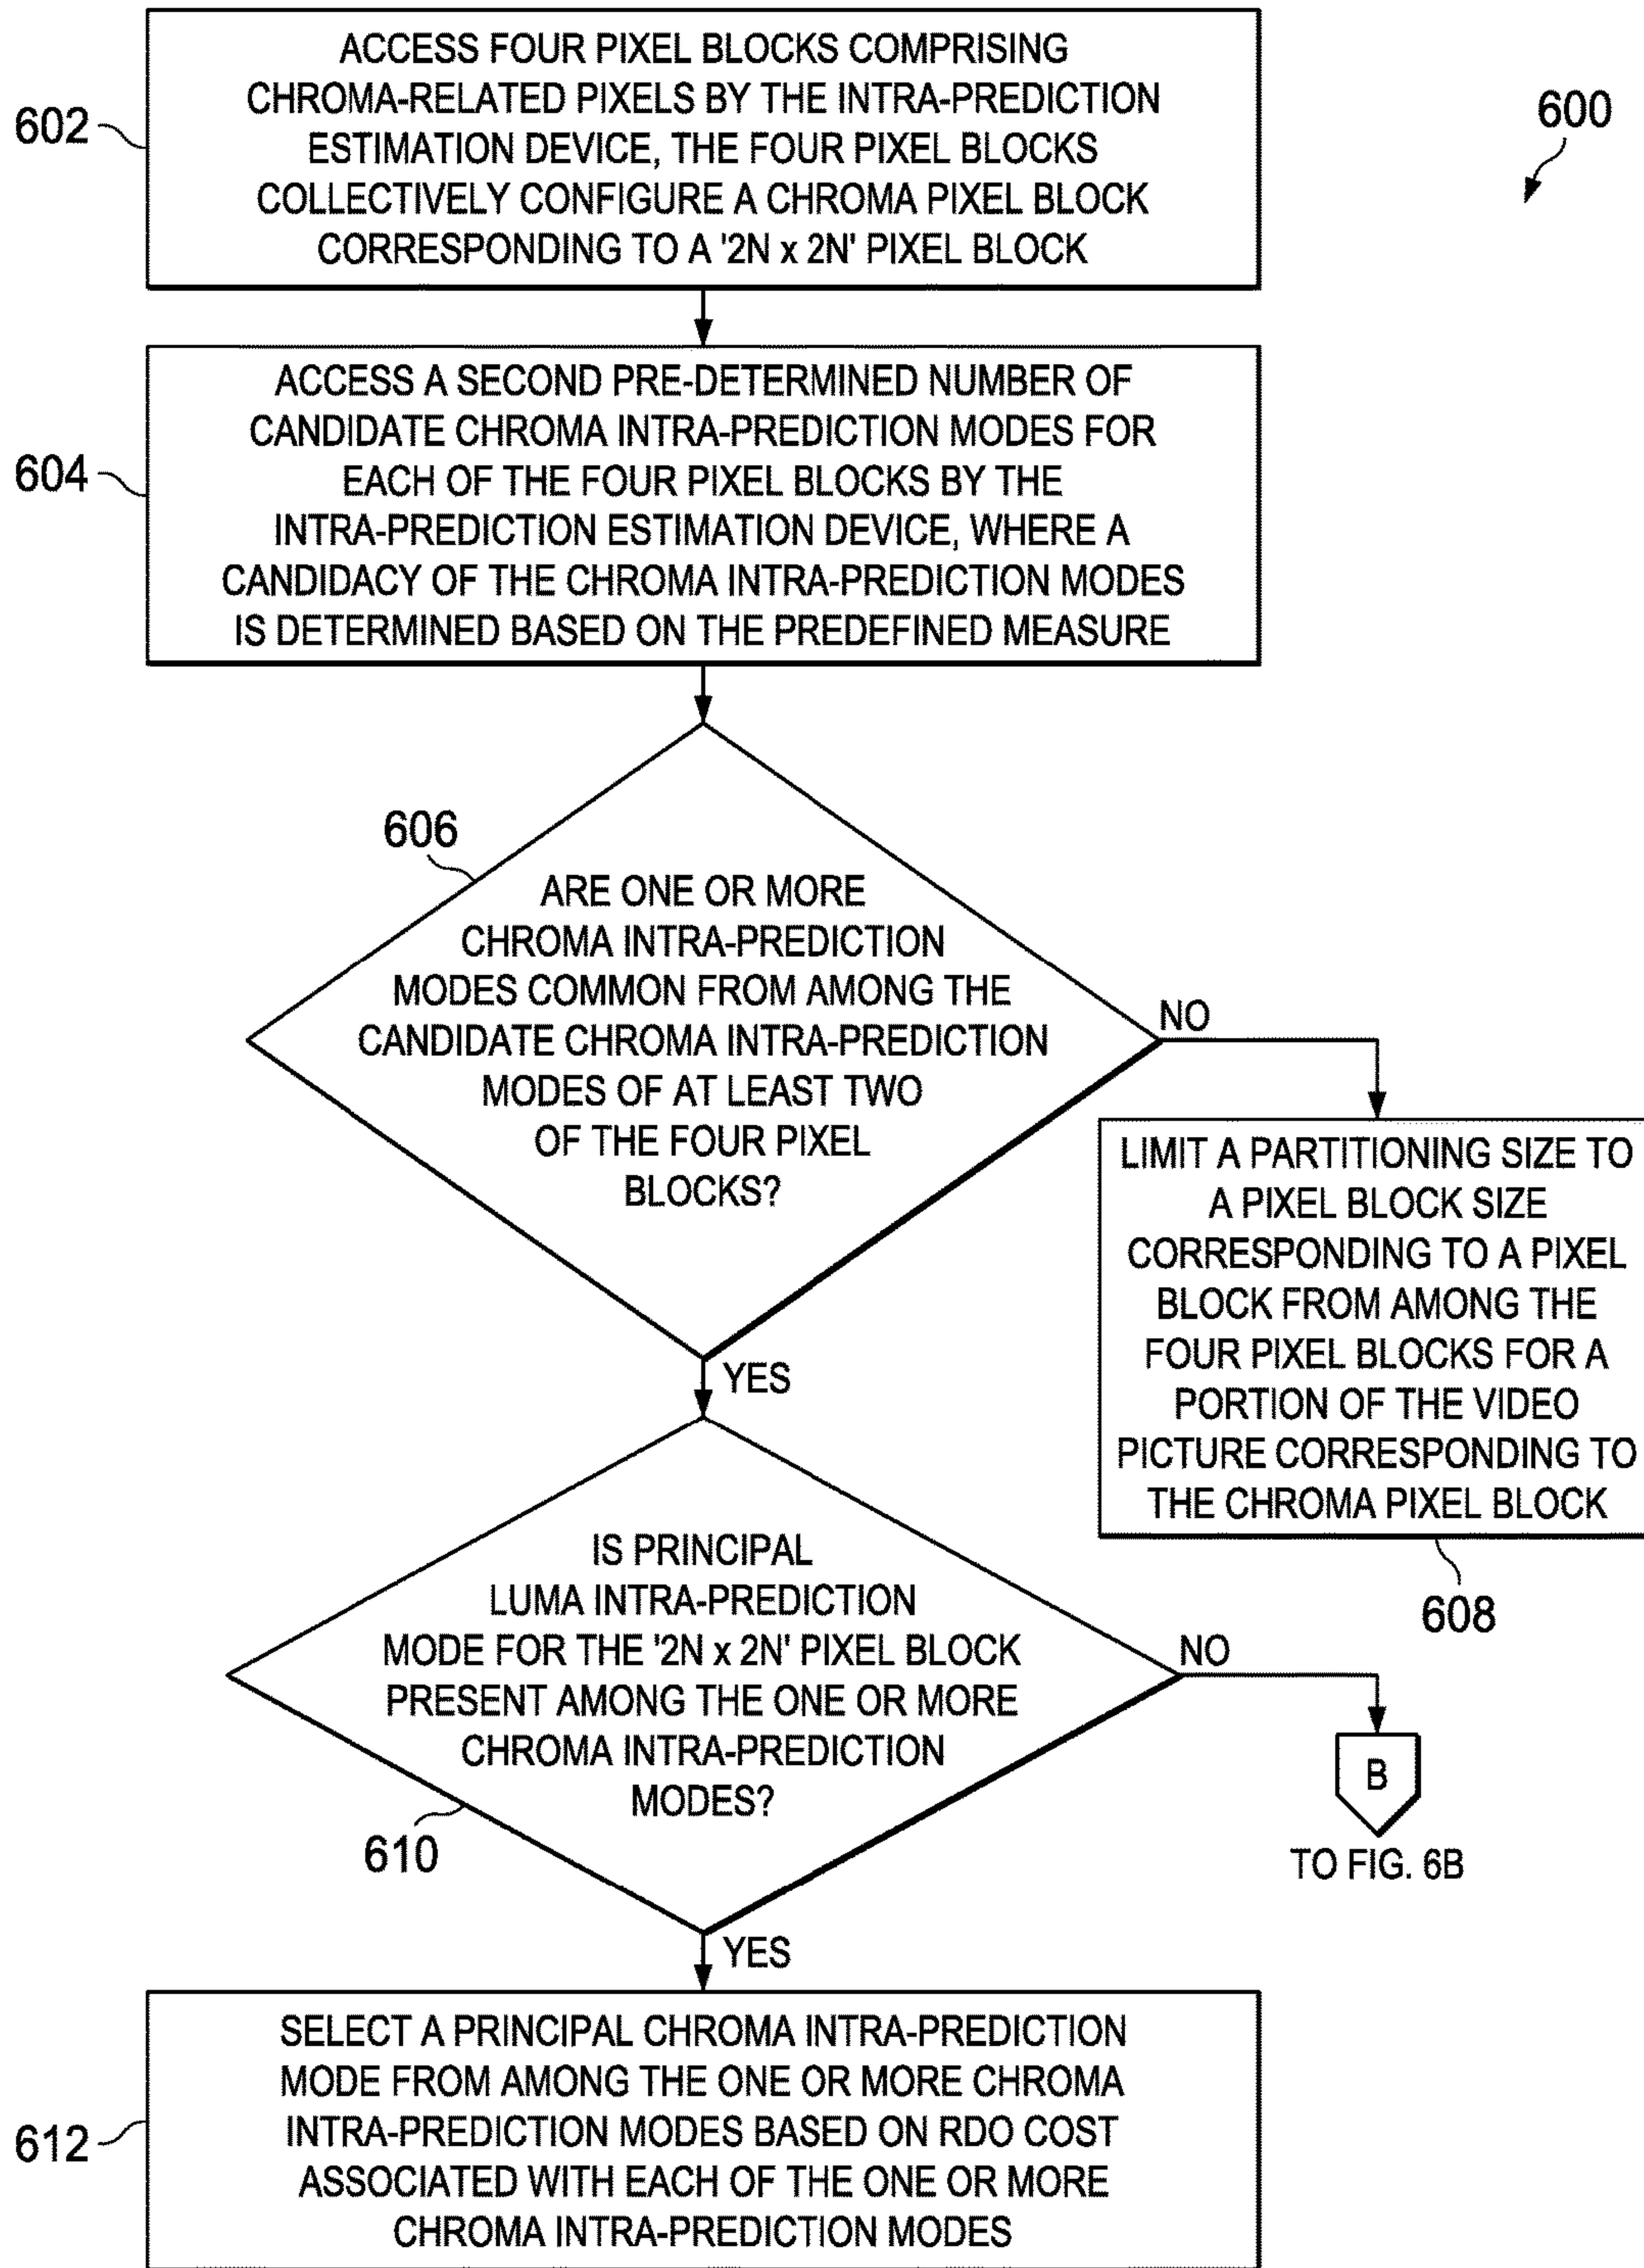 600
602
ACCESS FOUR PIXEL BLOCKS COMPRISING
CHROMA-RELATED PIXELS BY THE INTRA-PREDICTION
ESTIMATION DEVICE, THE FOUR PIXEL BLOCKS
COLLECTIVELY CONFIGURE A CHROMA PIXEL BLOCK
CORRESPONDING TO A '2N x 2N' PIXEL BLOCK
604
ACCESS A SECOND PRE-DETERMINED NUMBER OF
CANDIDATE CHROMA INTRA-PREDICTION MODES FOR
EACH OF THE FOUR PIXEL BLOCKS BY THE
INTRA-PREDICTION ESTIMATION DEVICE, WHERE A
CANDIDACY OF THE CHROMA INTRA-PREDICTION MODES
IS DETERMINED BASED ON THE PREDEFINED MEASURE
606
ARE ONE OR MORE
CHROMA INTRA-PREDICTION
MODES COMMON FROM AMONG THE
CANDIDATE CHROMA INTRA-PREDICTION
MODES OF AT LEAST TWO
OF THE FOUR PIXEL
BLOCKS?
NO
LIMIT A PARTITIONING SIZE TO
A PIXEL BLOCK SIZE
CORRESPONDING TO A PIXEL
BLOCK FROM AMONG THE
FOUR PIXEL BLOCKS FOR A
PORTION OF THE VIDEO
PICTURE CORRESPONDING TO
THE CHROMA PIXEL BLOCK
608
YES
IS PRINCIPAL
LUMA INTRA-PREDICTION
MODE FOR THE '2N x 2N' PIXEL BLOCK
PRESENT AMONG THE ONE OR MORE
CHROMA INTRA-PREDICTION
MODES?
610
NO
B
TO FIG. 6B
YES
612
SELECT A PRINCIPAL CHROMA INTRA-PREDICTION
MODE FROM AMONG THE ONE OR MORE CHROMA
INTRA-PREDICTION MODES BASED ON RDO COST
ASSOCIATED WITH EACH OF THE ONE OR MORE
CHROMA INTRA-PREDICTION MODES